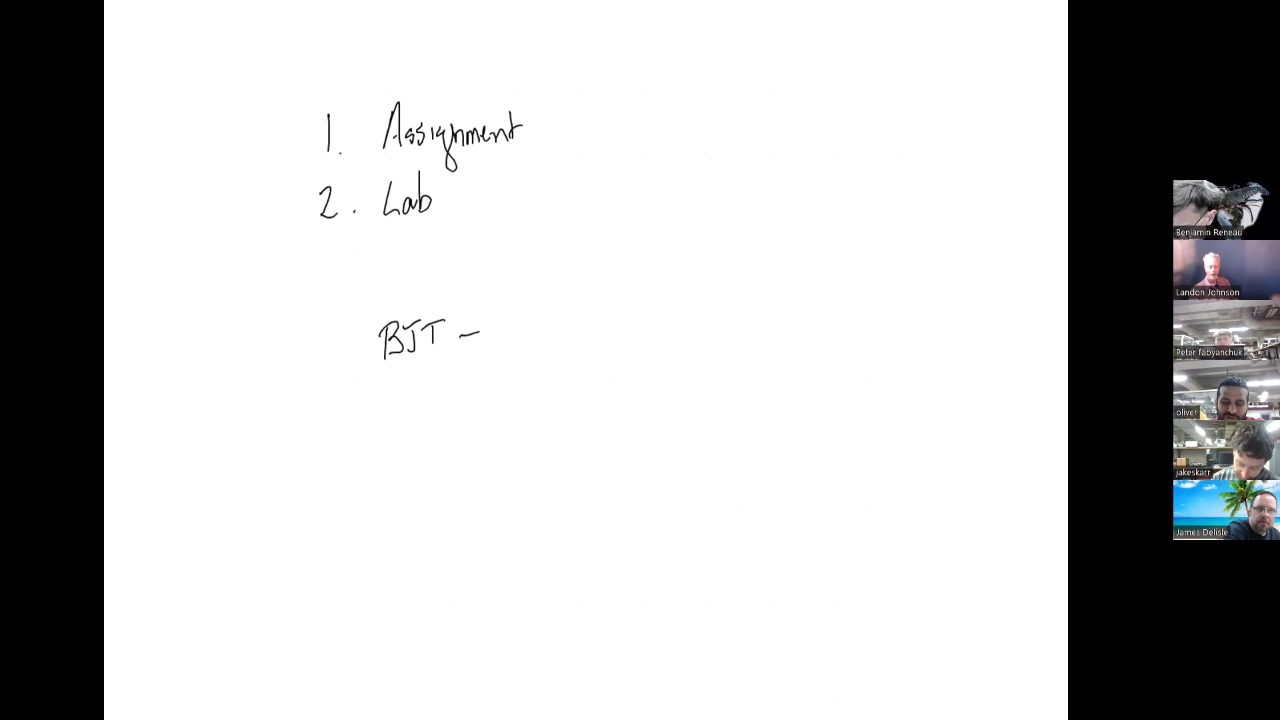 1. Assignment
2. Lab
BJT –
Benjamin Reneau
Landon Johnson
Peter fabyanchuk
oliver
jakeskarr
James Delisle